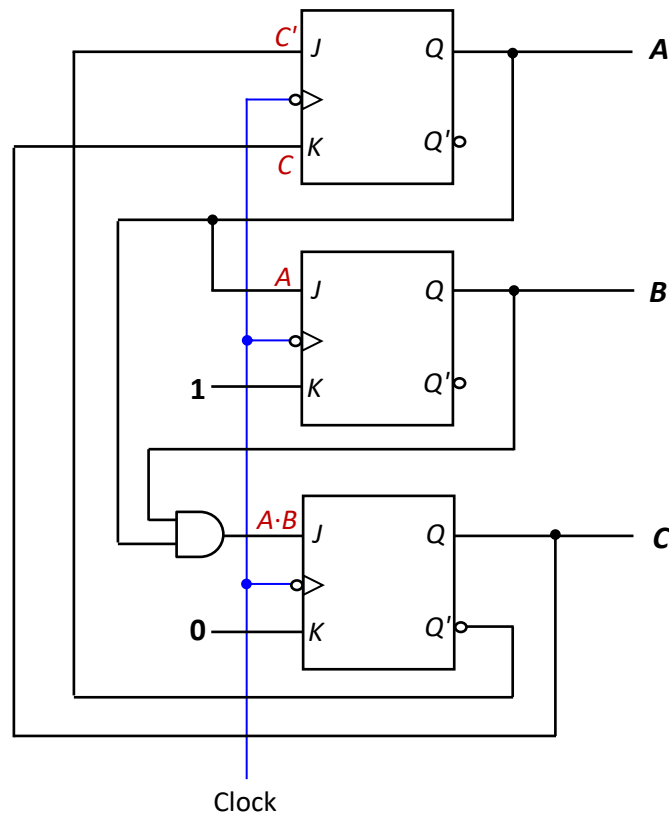 C' J Q A
K Q'
C
A J Q B
1 K Q'
A·B J Q C
0 K Q'
Clock